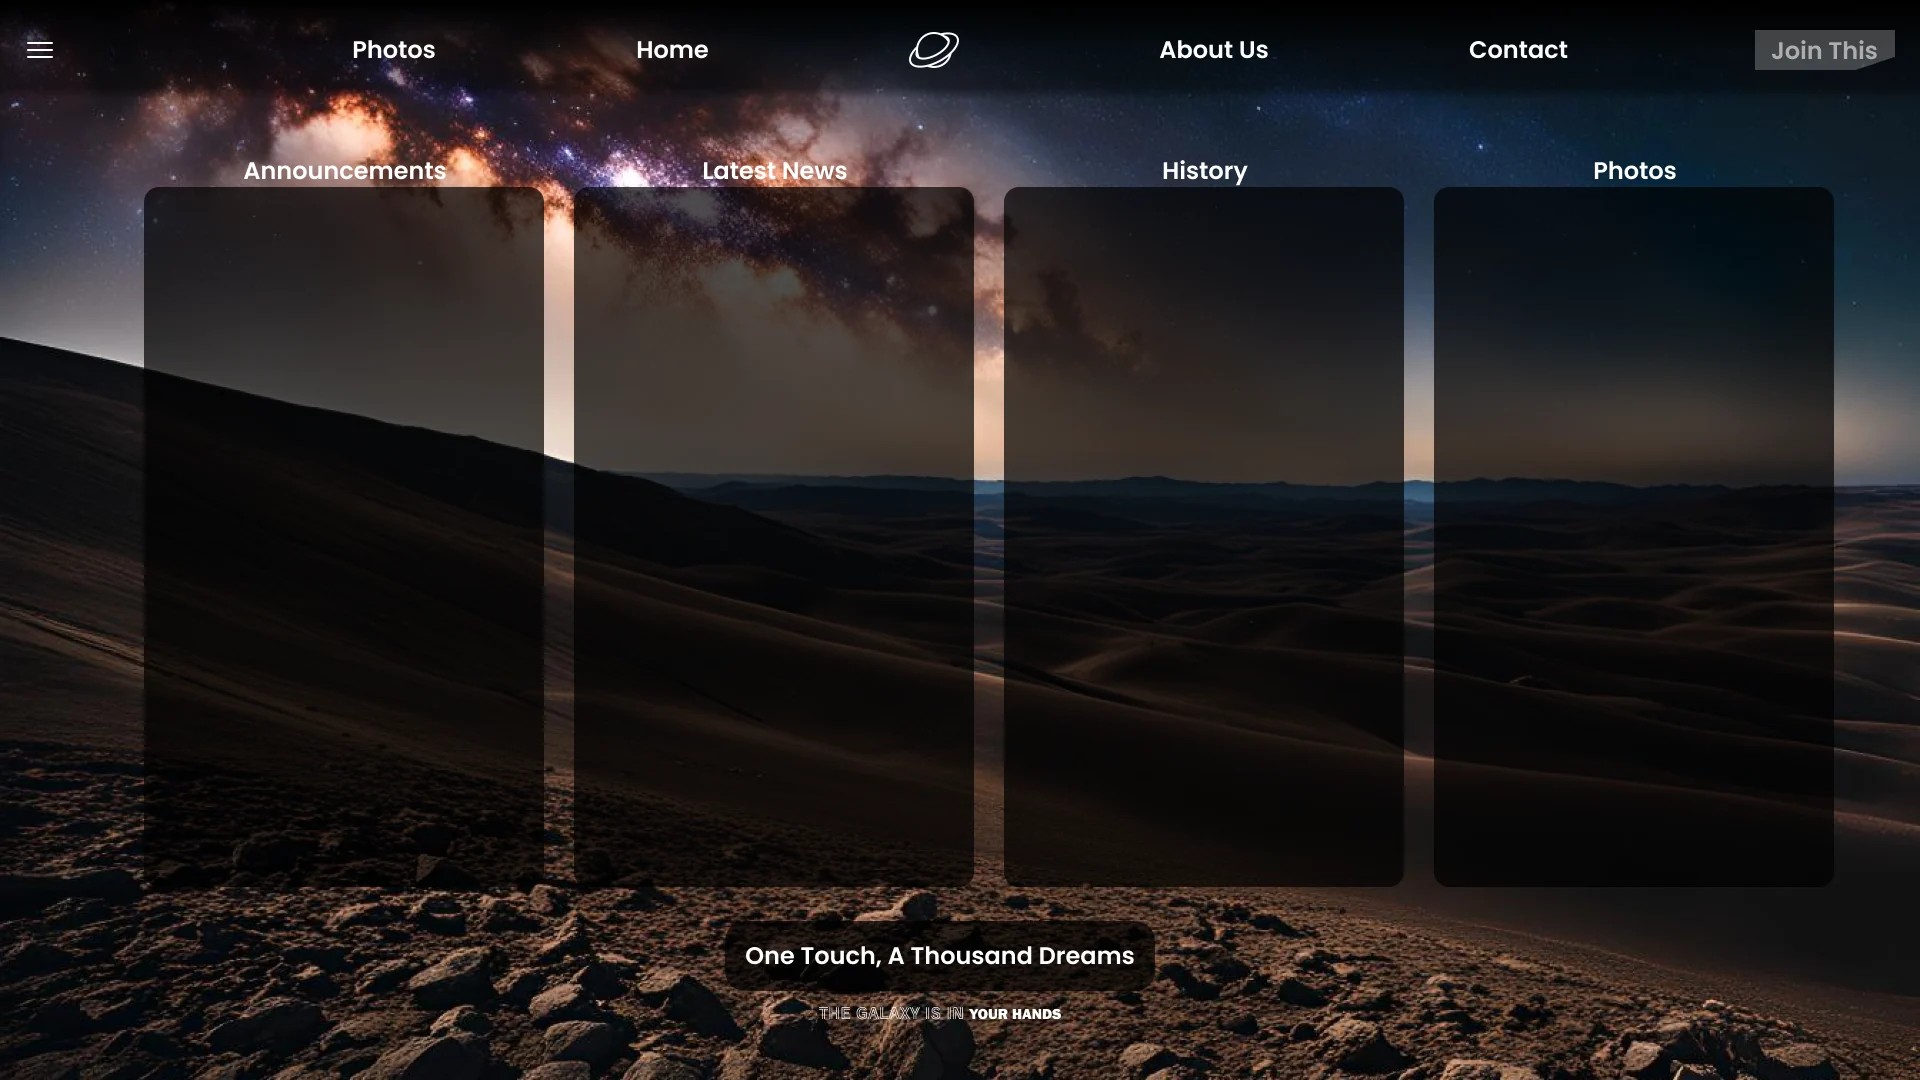 Photos Home About Us Contact Join This
Announcements Latest News History Photos
One Touch, A Thousand Dreams
THE GALAXY IS IN YOUR HANDS